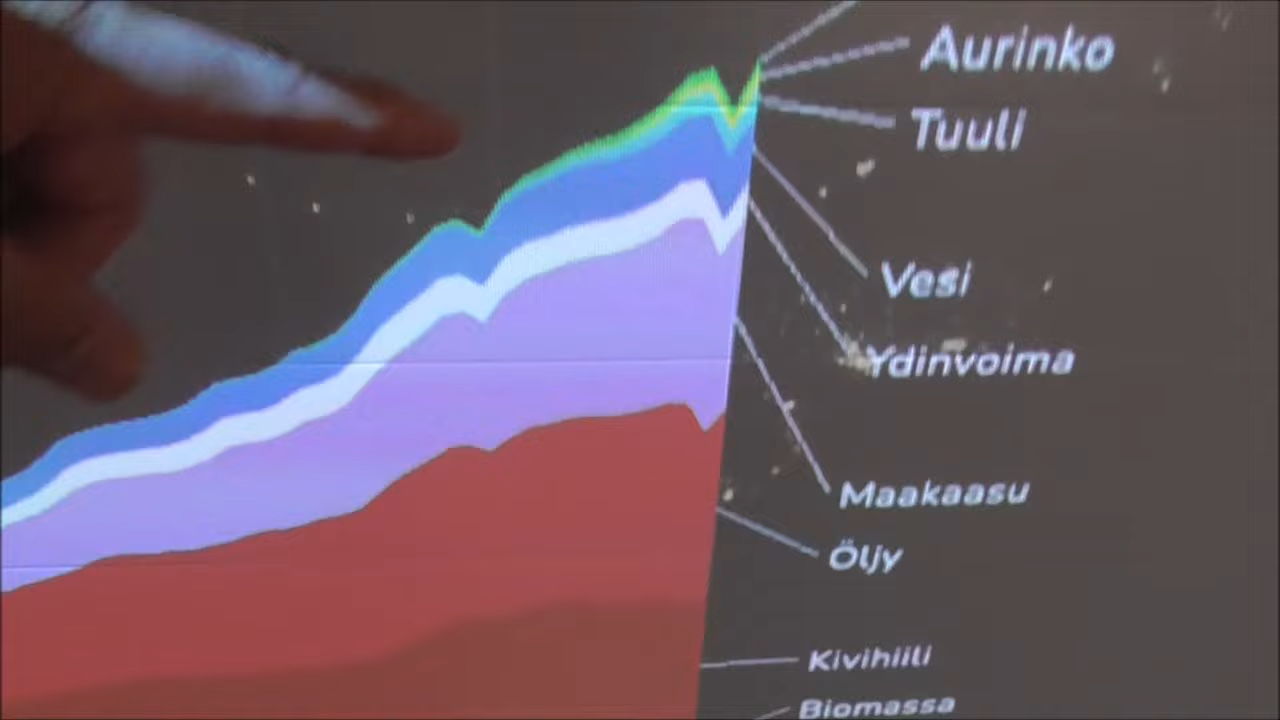 Aurinko
Tuuli
Vesi
Ydinvoima
Maakaasu
Öljy
Kivihiili
Biomassa